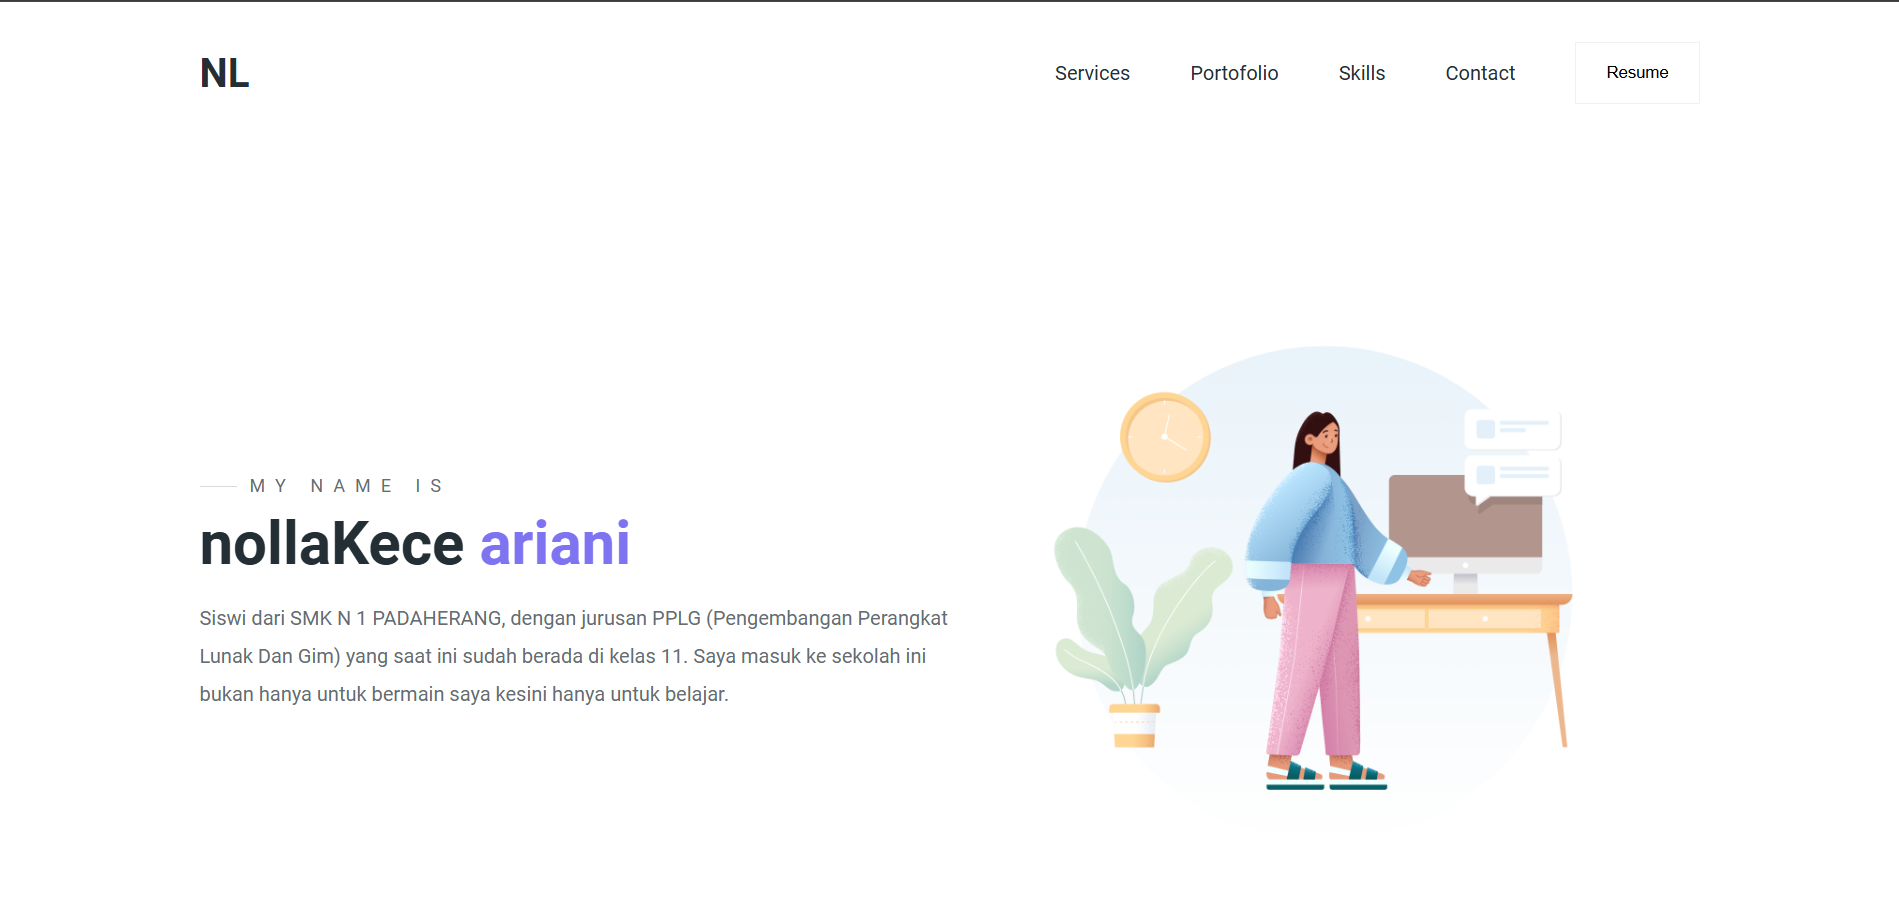 NL
Services
Portofolio
Skills
Contact
Resume
MY NAME IS
nollaKece ariani
Siswi dari SMK N 1 PADAHERANG, dengan jurusan PPLG (Pengembangan Perangkat
Lunak Dan Gim) yang saat ini sudah berada di kelas 11. Saya masuk ke sekolah ini
bukan hanya untuk bermain saya kesini hanya untuk belajar.